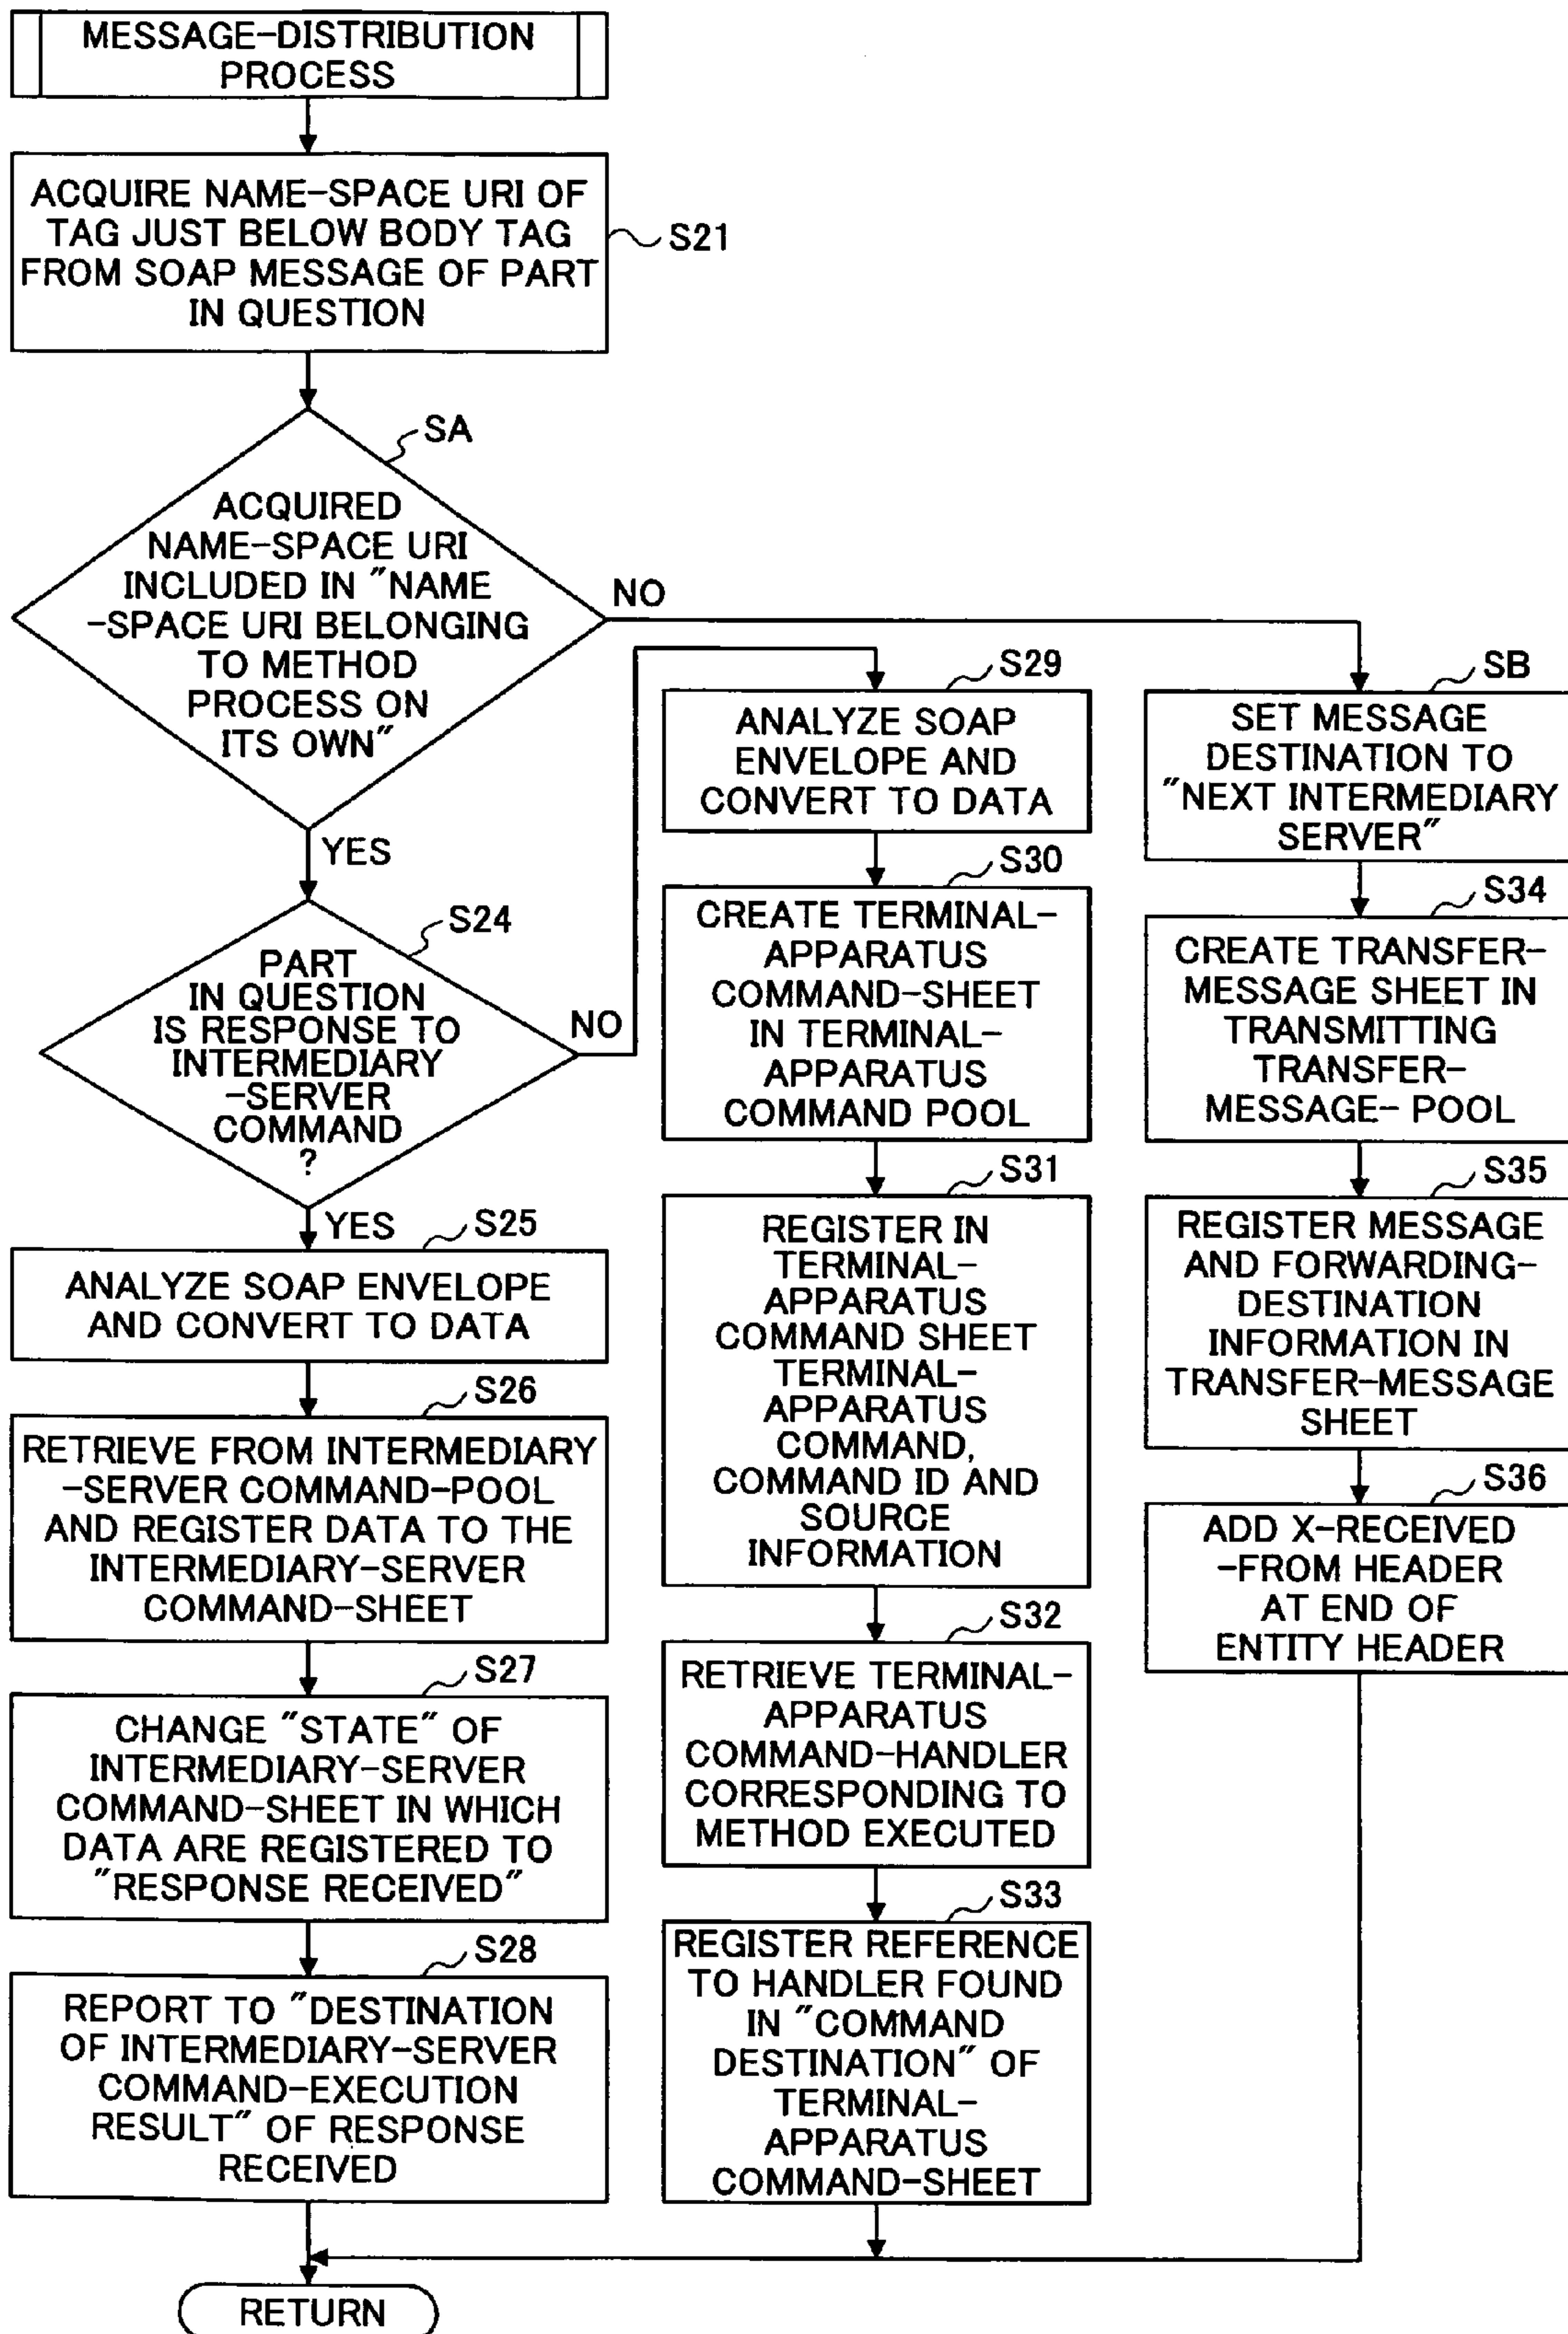 MESSAGE-DISTRIBUTION
PROCESS
ACQUIRE NAME-SPACE URI OF
TAG JUST BELOW BODY TAG
FROM SOAP MESSAGE OF PART
IN QUESTION
S21
SA
ACQUIRED
NAME-SPACE URI
INCLUDED IN "NAME
-SPACE URI BELONGING
TO METHOD
PROCESS ON
ITS OWN"
NO
YES
S24
PART
IN QUESTION
IS RESPONSE TO
INTERMEDIARY
-SERVER
COMMAND
?
NO
YES
S25
ANALYZE SOAP ENVELOPE
AND CONVERT TO DATA
S26
RETRIEVE FROM INTERMEDIARY
-SERVER COMMAND-POOL
AND REGISTER DATA TO THE
INTERMEDIARY-SERVER
COMMAND-SHEET
S27
CHANGE "STATE" OF
INTERMEDIARY-SERVER
COMMAND-SHEET IN WHICH
DATA ARE REGISTERED TO
"RESPONSE RECEIVED"
S28
REPORT TO "DESTINATION
OF INTERMEDIARY-SERVER
COMMAND-EXECUTION
RESULT" OF RESPONSE
RECEIVED
S29
ANALYZE SOAP
ENVELOPE AND
CONVERT TO DATA
S30
CREATE TERMINAL-
APPARATUS
COMMAND-SHEET
IN TERMINAL-
APPARATUS
COMMAND POOL
S31
REGISTER IN
TERMINAL-
APPARATUS
COMMAND SHEET
TERMINAL-
APPARATUS
COMMAND,
COMMAND ID AND
SOURCE
INFORMATION
S32
RETRIEVE TERMINAL-
APPARATUS
COMMAND-HANDLER
CORRESPONDING TO
METHOD EXECUTED
S33
REGISTER REFERENCE
TO HANDLER FOUND
IN "COMMAND
DESTINATION" OF
TERMINAL-
APPARATUS
COMMAND-SHEET
SB
SET MESSAGE
DESTINATION TO
"NEXT INTERMEDIARY
SERVER"
S34
CREATE TRANSFER-
MESSAGE SHEET IN
TRANSMITTING
TRANSFER-
MESSAGE- POOL
S35
REGISTER MESSAGE
AND FORWARDING-
DESTINATION
INFORMATION IN
TRANSFER-MESSAGE
SHEET
S36
ADD X-RECEIVED
-FROM HEADER
AT END OF
ENTITY HEADER
RETURN